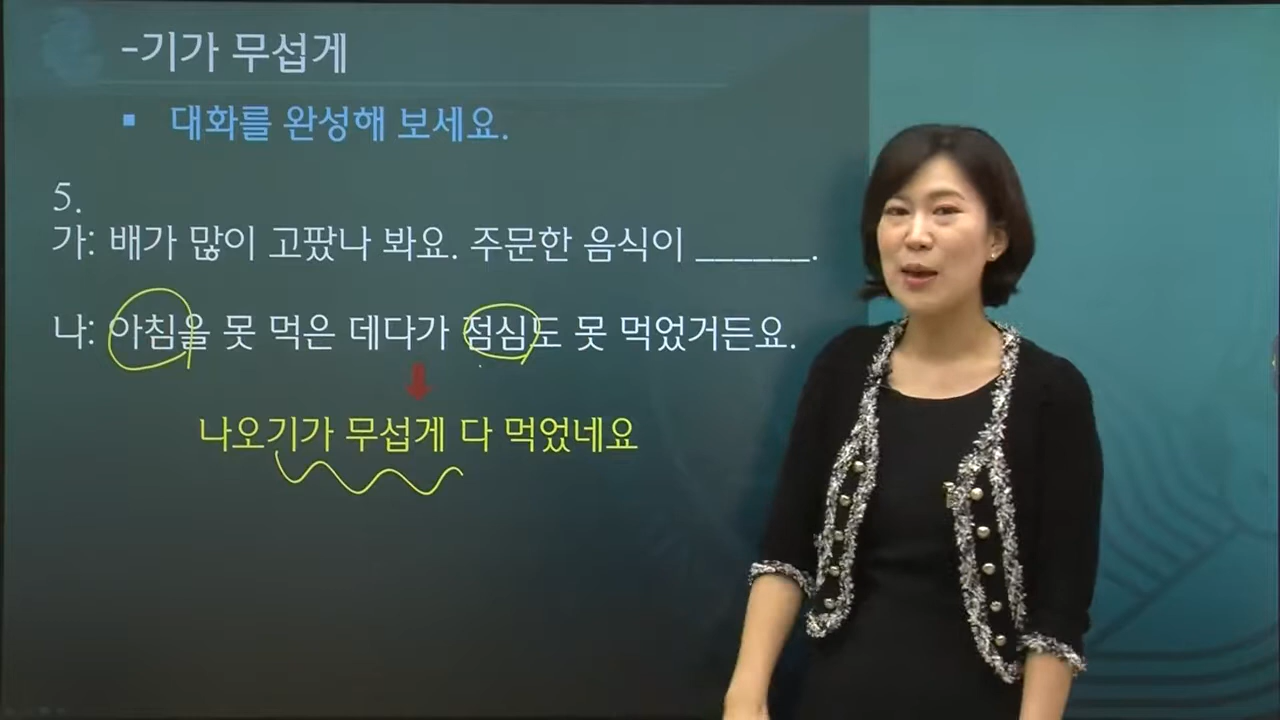 -기가 무섭게
▪ 대화를 완성해 보세요.
5.
가: 배가 많이 고팠나 봐요. 주문한 음식이 ______.
나: 아침을 못 먹은 데다가 점심도 못 먹었거든요.
나오기가 무섭게 다 먹었네요